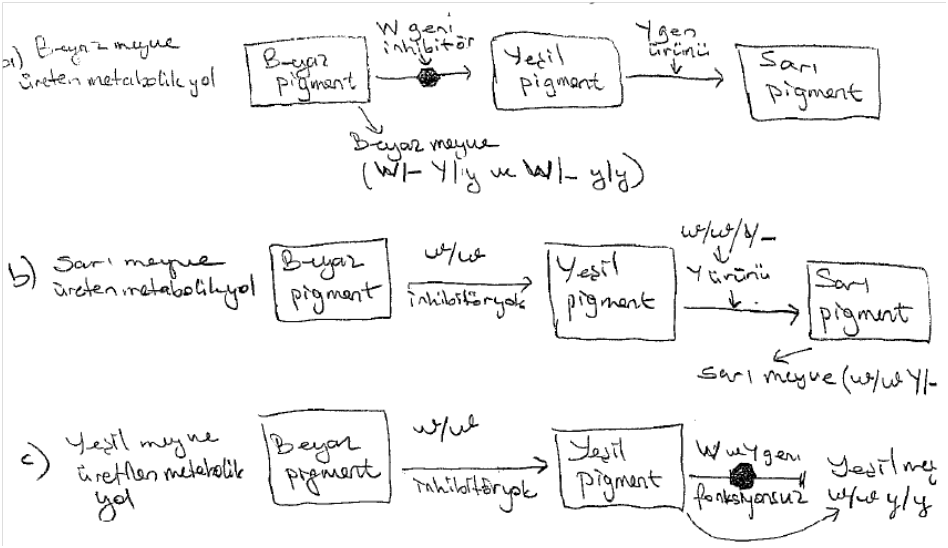 a) Beyaz meyve
üreten metabolik yol
Beyaz
pigment
W geni
inhibitör
Yeşil
pigment
Y gen
ürünü
Sarı
pigment
Beyaz meyve
(W/- Y/y ve W/- y/y)
b) Sarı meyve
üreten metabolik yol
Beyaz
pigment
w/w
inhibitör yok
Yeşil
pigment
w/w/Y/-
Y ürünü
Sarı
pigment
Sarı meyve (w/w Y/-
c) Yeşil meyve
üretilen metabolik
yol
Beyaz
pigment
w/w
inhibitör yok
Yeşil
pigment
W ve Y geni
fonksiyonsuz
Yeşil mey
w/w y/y